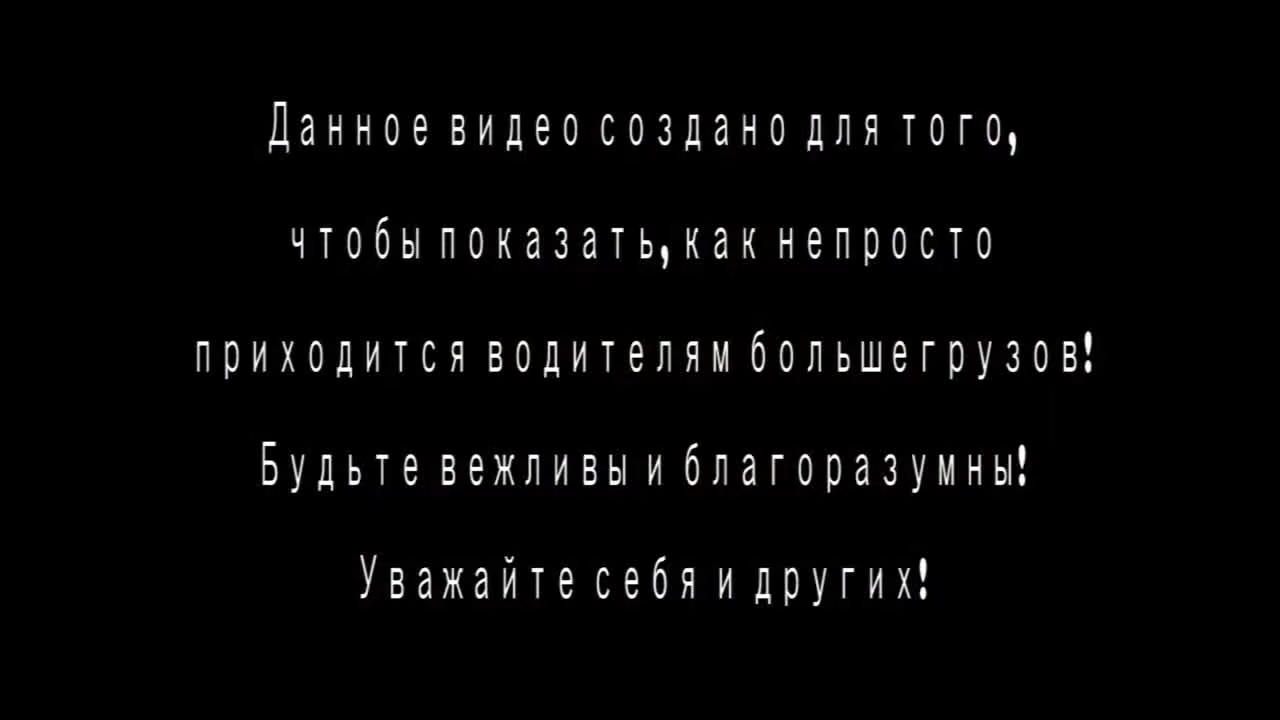 Данное видео создано для того,
чтобы показать, как непросто
приходится водителям большегрузов!
Будьте вежливы и благоразумны!
Уважайте себя и других!